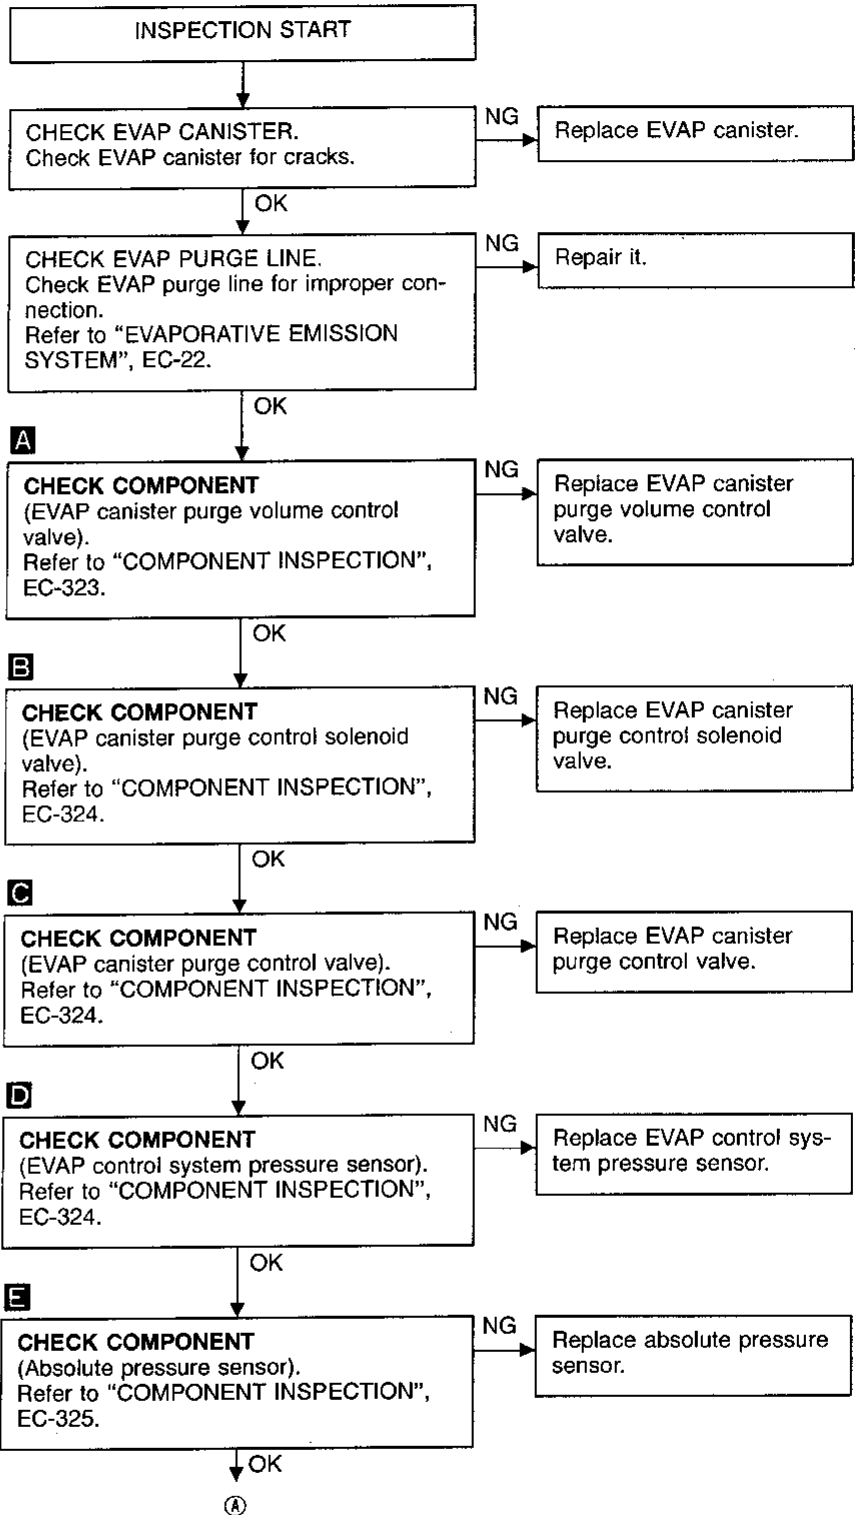 INSPECTION START
CHECK EVAP CANISTER.
Check EVAP canister for cracks.
NG
Replace EVAP canister.
OK
CHECK EVAP PURGE LINE.
Check EVAP purge line for improper con-
nection.
Refer to “EVAPORATIVE EMISSION
SYSTEM”, EC-22.
NG
Repair it.
OK
A
CHECK COMPONENT
(EVAP canister purge volume control
valve).
Refer to “COMPONENT INSPECTION”,
EC-323.
NG
Replace EVAP canister
purge volume control
valve.
OK
B
CHECK COMPONENT
(EVAP canister purge control solenoid
valve).
Refer to “COMPONENT INSPECTION”,
EC-324.
NG
Replace EVAP canister
purge control solenoid
valve.
OK
C
CHECK COMPONENT
(EVAP canister purge control valve).
Refer to “COMPONENT INSPECTION”,
EC-324.
NG
Replace EVAP canister
purge control valve.
OK
D
CHECK COMPONENT
(EVAP control system pressure sensor).
Refer to “COMPONENT INSPECTION”,
EC-324.
NG
Replace EVAP control sys-
tem pressure sensor.
OK
E
CHECK COMPONENT
(Absolute pressure sensor).
Refer to “COMPONENT INSPECTION”,
EC-325.
NG
Replace absolute pressure
sensor.
OK
Ⓐ